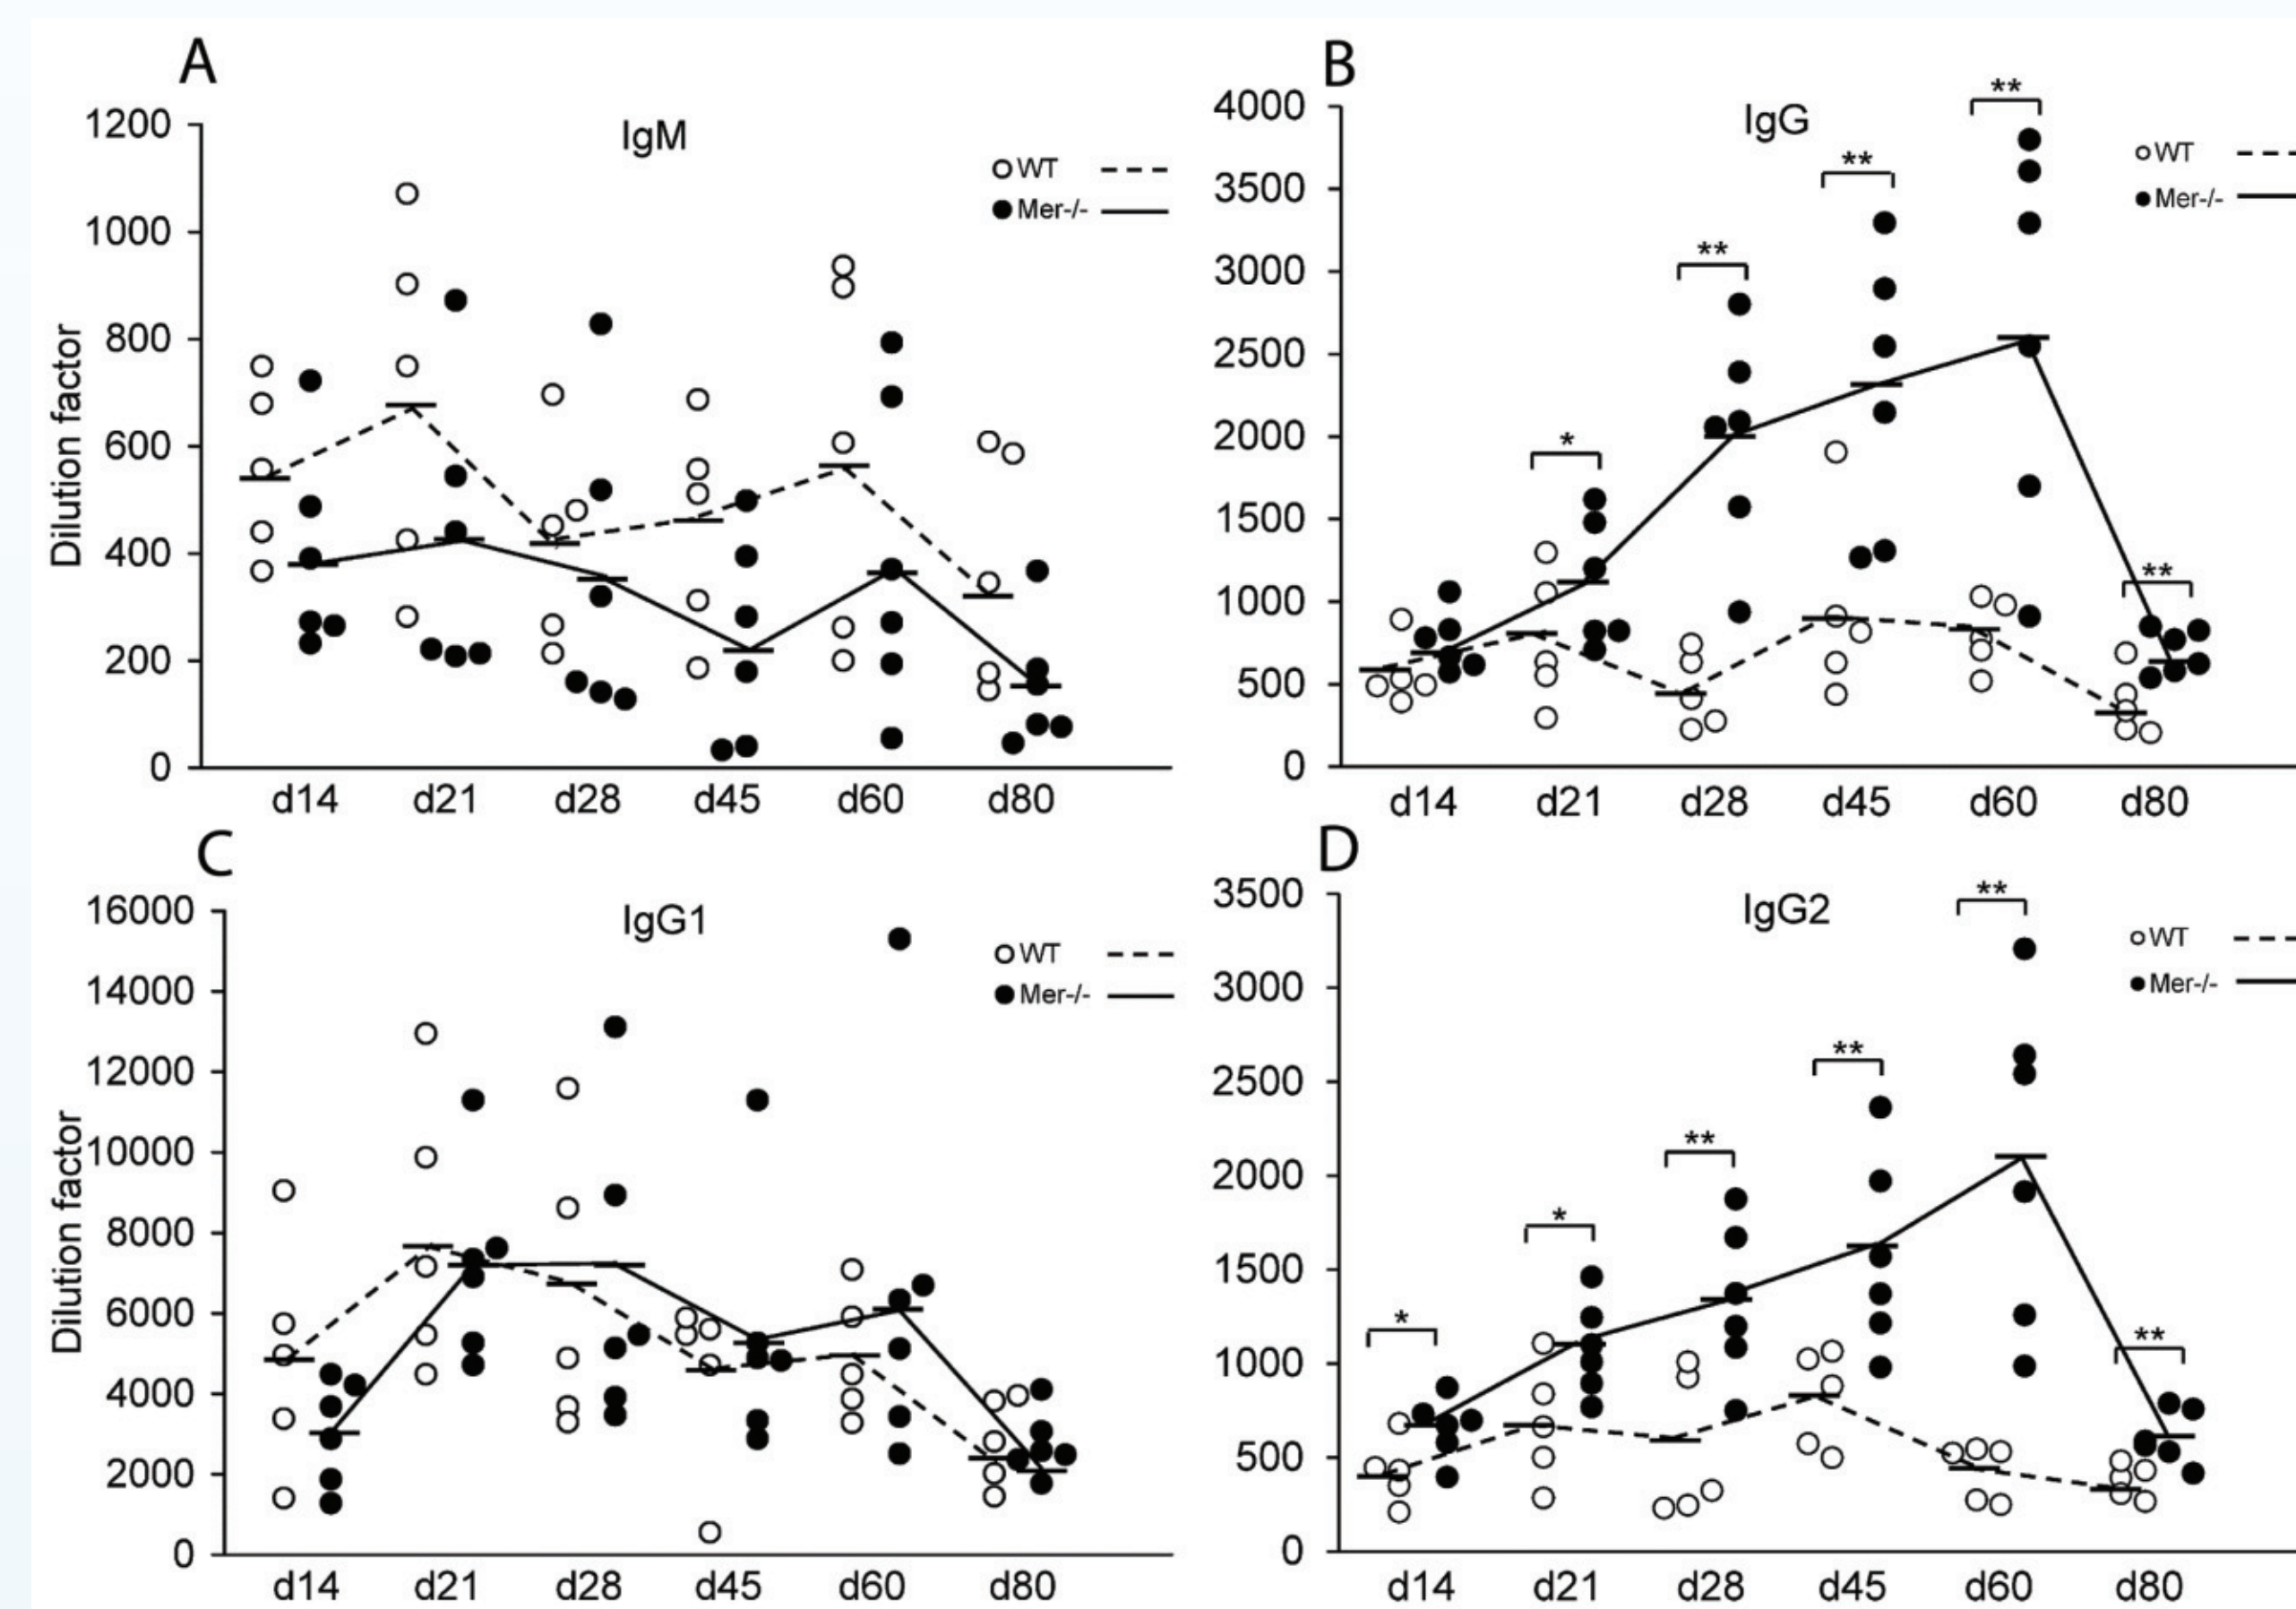 A
IgM
1200
1000
800
600
400
200
0
Dilution factor
WT
Mer-/-
d14 d21 d28 d45 d60 d80
B
IgG
4000
3500
3000
2500
2000
1500
1000
500
0
WT
Mer-/-
*
**
**
**
**
d14 d21 d28 d45 d60 d80
C
IgG1
16000
14000
12000
10000
8000
6000
4000
2000
0
Dilution factor
WT
Mer-/-
d14 d21 d28 d45 d60 d80
D
IgG2
3500
3000
2500
2000
1500
1000
500
0
WT
Mer-/-
*
*
**
**
**
**
d14 d21 d28 d45 d60 d80